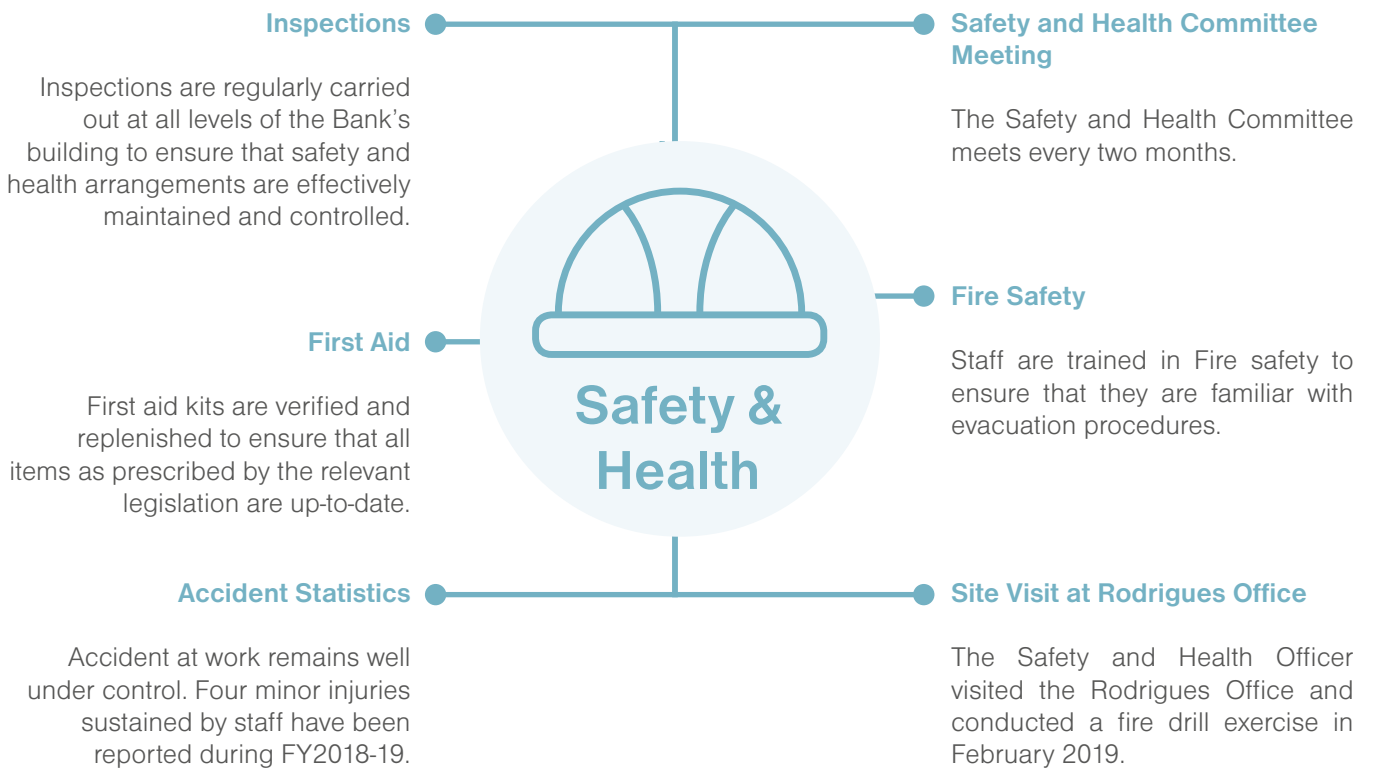 Inspections
Inspections are regularly carried
out at all levels of the Bank's
building to ensure that safety and
health arrangements are effectively
maintained and controlled.
First Aid
First aid kits are verified and
replenished to ensure that all
items as prescribed by the relevant
legislation are up-to-date.
Accident Statistics
Accident at work remains well
under control. Four minor injuries
sustained by staff have been
reported during FY2018-19.
Safety &
Health
Safety and Health Committee
Meeting
The Safety and Health Committee
meets every two months.
Fire Safety
Staff are trained in Fire safety to
ensure that they are familiar with
evacuation procedures.
Site Visit at Rodrigues Office
The Safety and Health Officer
visited the Rodrigues Office and
conducted a fire drill exercise in
February 2019.